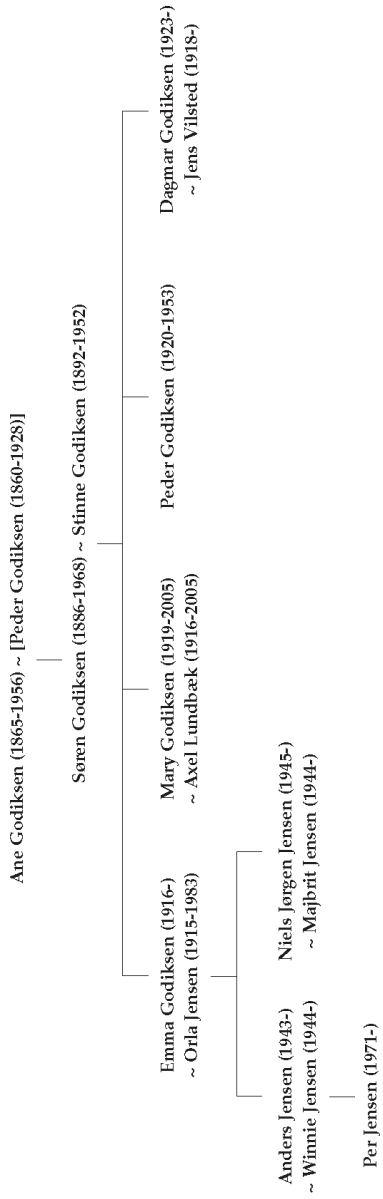 Ane Godiksen (1865-1956) ~ [Peder Godiksen (1860-1928)]
Søren Godiksen (1886-1968) ~ Stinne Godiksen (1892-1952)
Emma Godiksen (1916-)
~ Orla Jensen (1915-1983)
Mary Godiksen (1919-2005)
~ Axel Lundbæk (1916-2005)
Peder Godiksen (1920-1953)
Dagmar Godiksen (1923-)
~ Jens Vilsted (1918-)
Anders Jensen (1943-)
~ Winnie Jensen (1944-)
Niels Jørgen Jensen (1945-)
~ Majbrit Jensen (1944-)
Per Jensen (1971-)